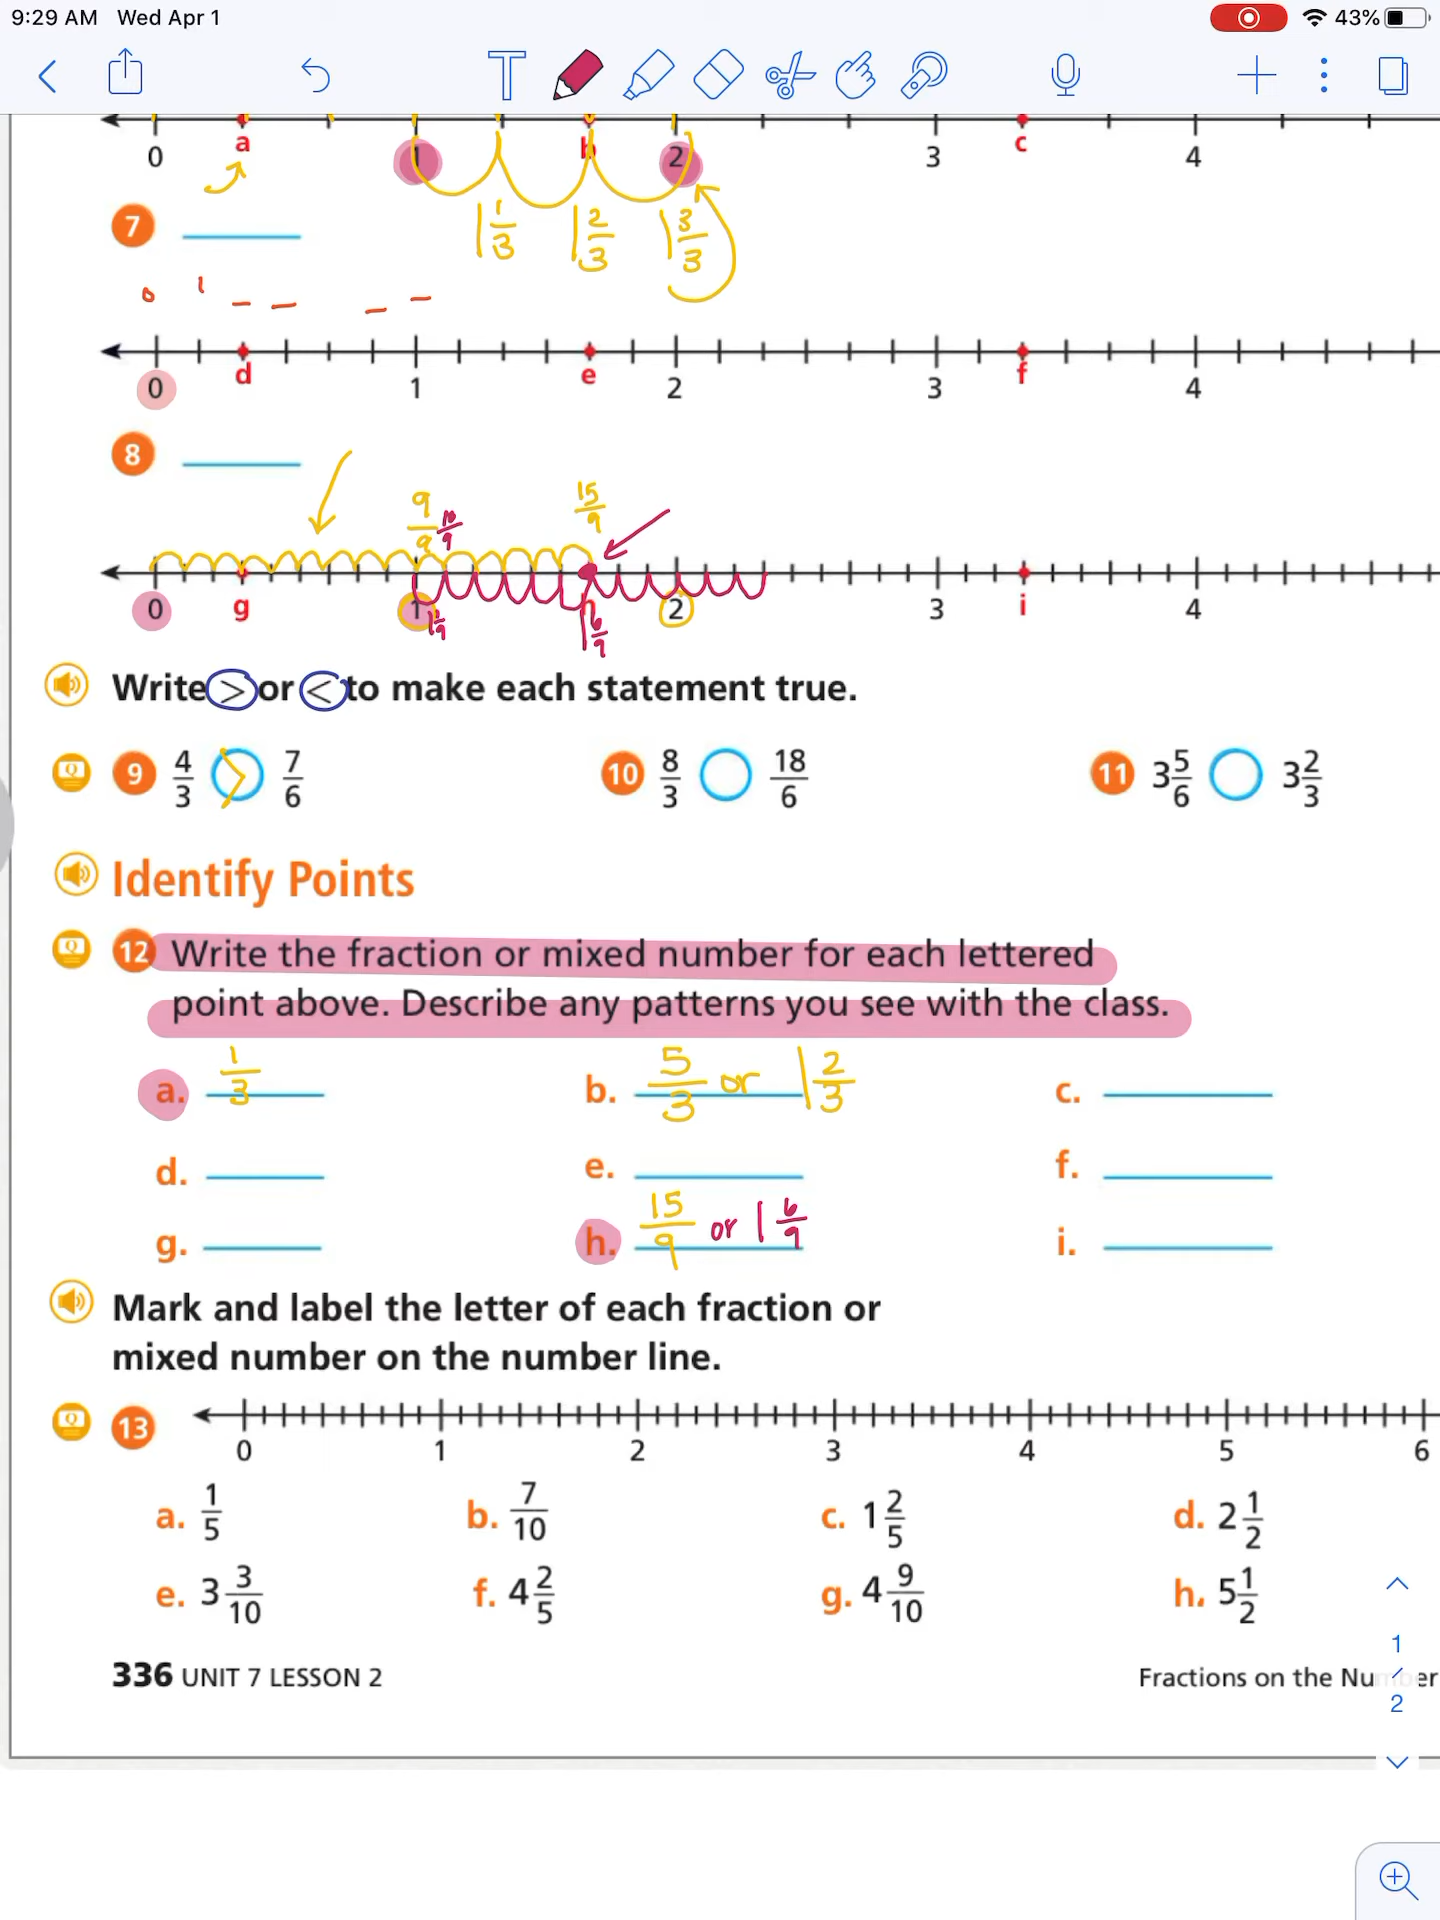 9:29 AM Wed Apr 1 43%
T
0 a 1 b 2 3 c 4
7 1 1/3 1 2/3 1 3/3
0 1
0 d 1 e 2 3 f 4
8
9/9 10/9 15/9
0 g 1 h 2 3 i 4
1 1/9 1 6/9
Write > or < to make each statement true.
9 4/3 > 7/6 10 8/3 ○ 18/6 11 3 5/6 ○ 3 2/3
Identify Points
12 Write the fraction or mixed number for each lettered
point above. Describe any patterns you see with the class.
a. 1/3 b. 5/3 or 1 2/3 c.
d. e. f.
g. h. 15/9 or 1 6/9 i.
Mark and label the letter of each fraction or
mixed number on the number line.
13 0 1 2 3 4 5 6
a. 1/5 b. 7/10 c. 1 2/5 d. 2 1/2
e. 3 3/10 f. 4 2/5 g. 4 9/10 h. 5 1/2
336 UNIT 7 LESSON 2 Fractions on the
1
/
2